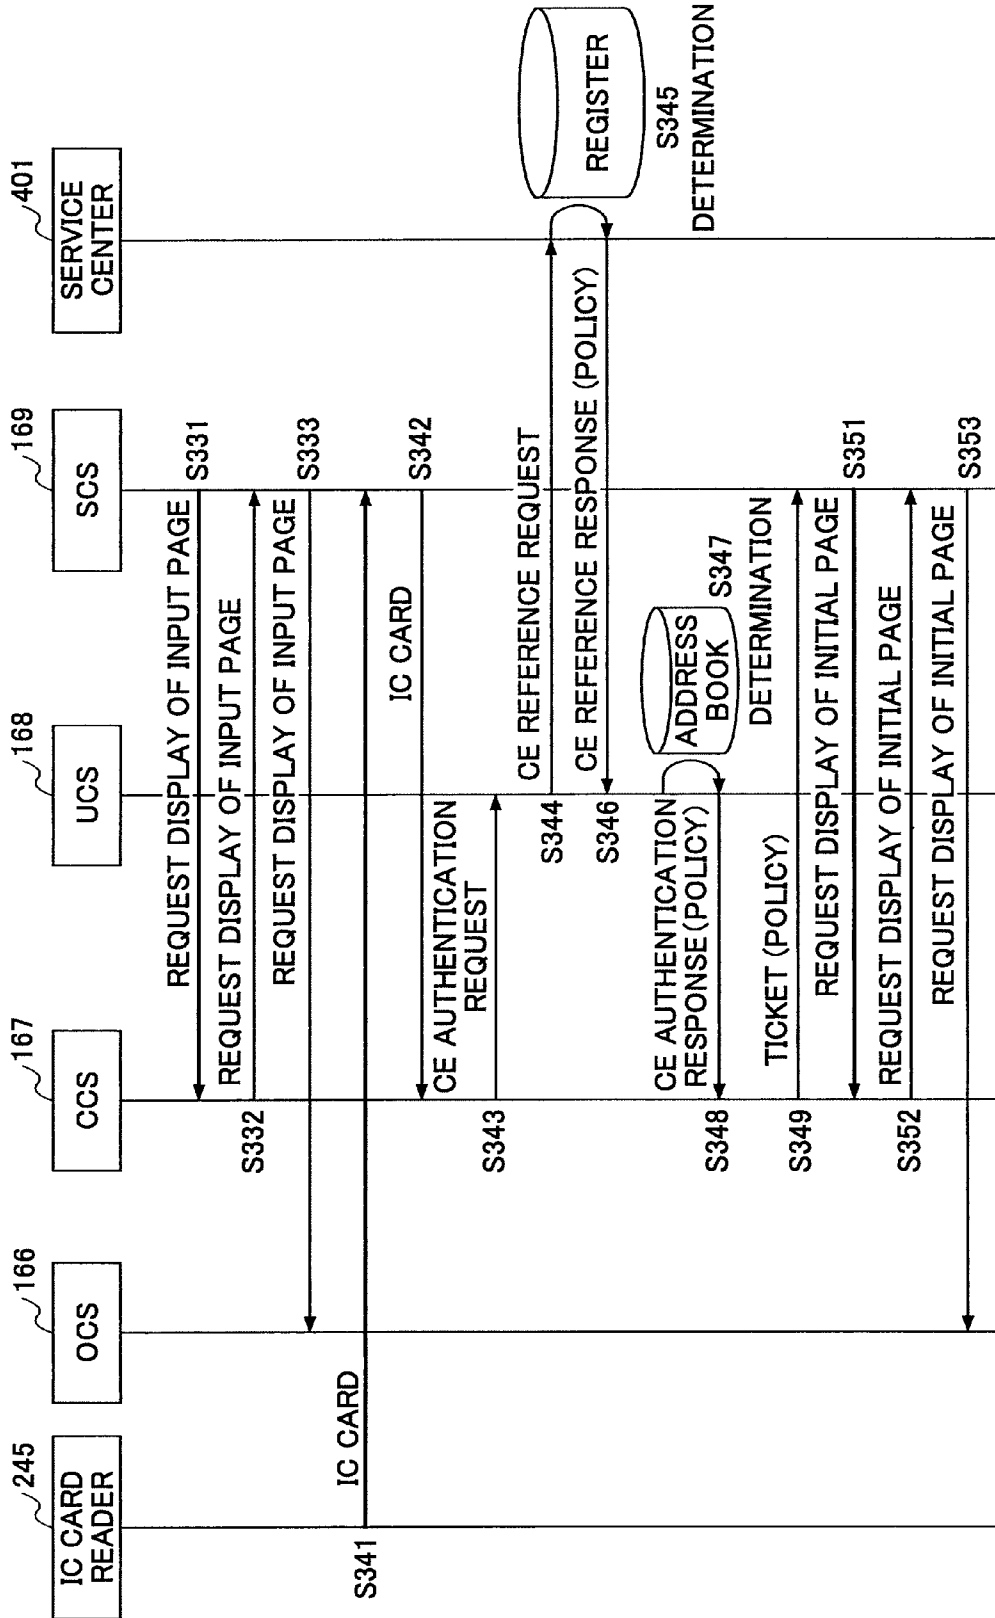 245
IC CARD
READER
166
OCS
167
CCS
168
UCS
169
SCS
401
SERVICE
CENTER
REQUEST DISPLAY OF INPUT PAGE
S331
S332
REQUEST DISPLAY OF INPUT PAGE
REQUEST DISPLAY OF INPUT PAGE
S333
S341
IC CARD
IC CARD
S342
S343
CE AUTHENTICATION
REQUEST
S344
CE REFERENCE REQUEST
REGISTER
S345
DETERMINATION
S346
CE REFERENCE RESPONSE (POLICY)
ADDRESS
BOOK
S347
DETERMINATION
S348
CE AUTHENTICATION
RESPONSE(POLICY)
S349
TICKET (POLICY)
REQUEST DISPLAY OF INITIAL PAGE
S351
S352
REQUEST DISPLAY OF INITIAL PAGE
REQUEST DISPLAY OF INITIAL PAGE
S353